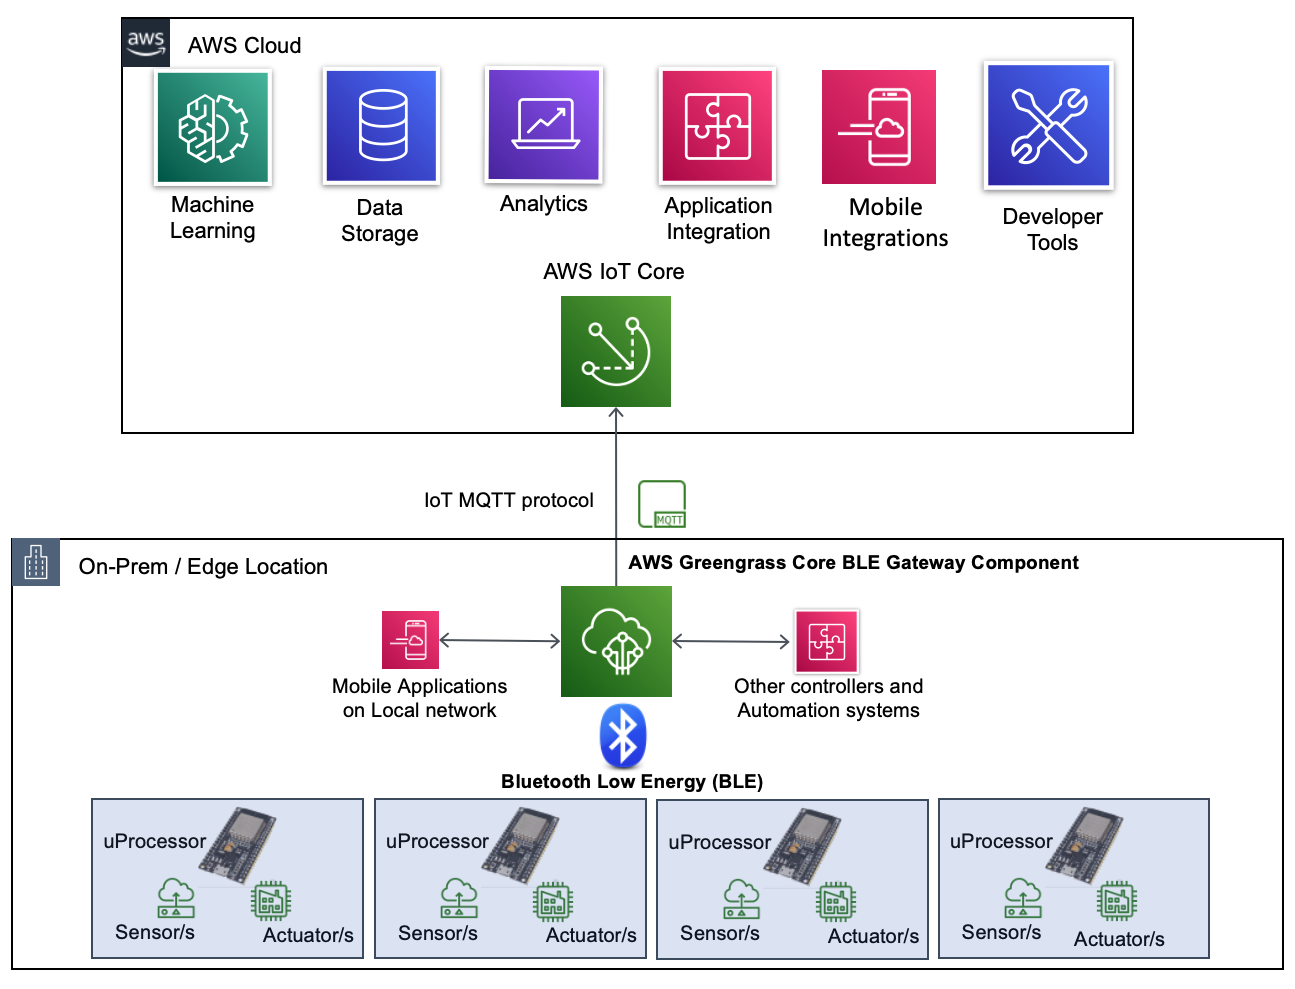 aws
AWS Cloud
Machine
Learning
Data
Storage
Analytics
Application
Integration
Mobile
Integrations
Developer
Tools
AWS IoT Core
IoT MQTT protocol
MQTT
On-Prem / Edge Location
AWS Greengrass Core BLE Gateway Component
Mobile Applications
on Local network
Other controllers and
Automation systems
Bluetooth Low Energy (BLE)
uProcessor
Sensor/s
Actuator/s
uProcessor
Sensor/s
Actuator/s
uProcessor
Sensor/s
Actuator/s
uProcessor
Sensor/s
Actuator/s